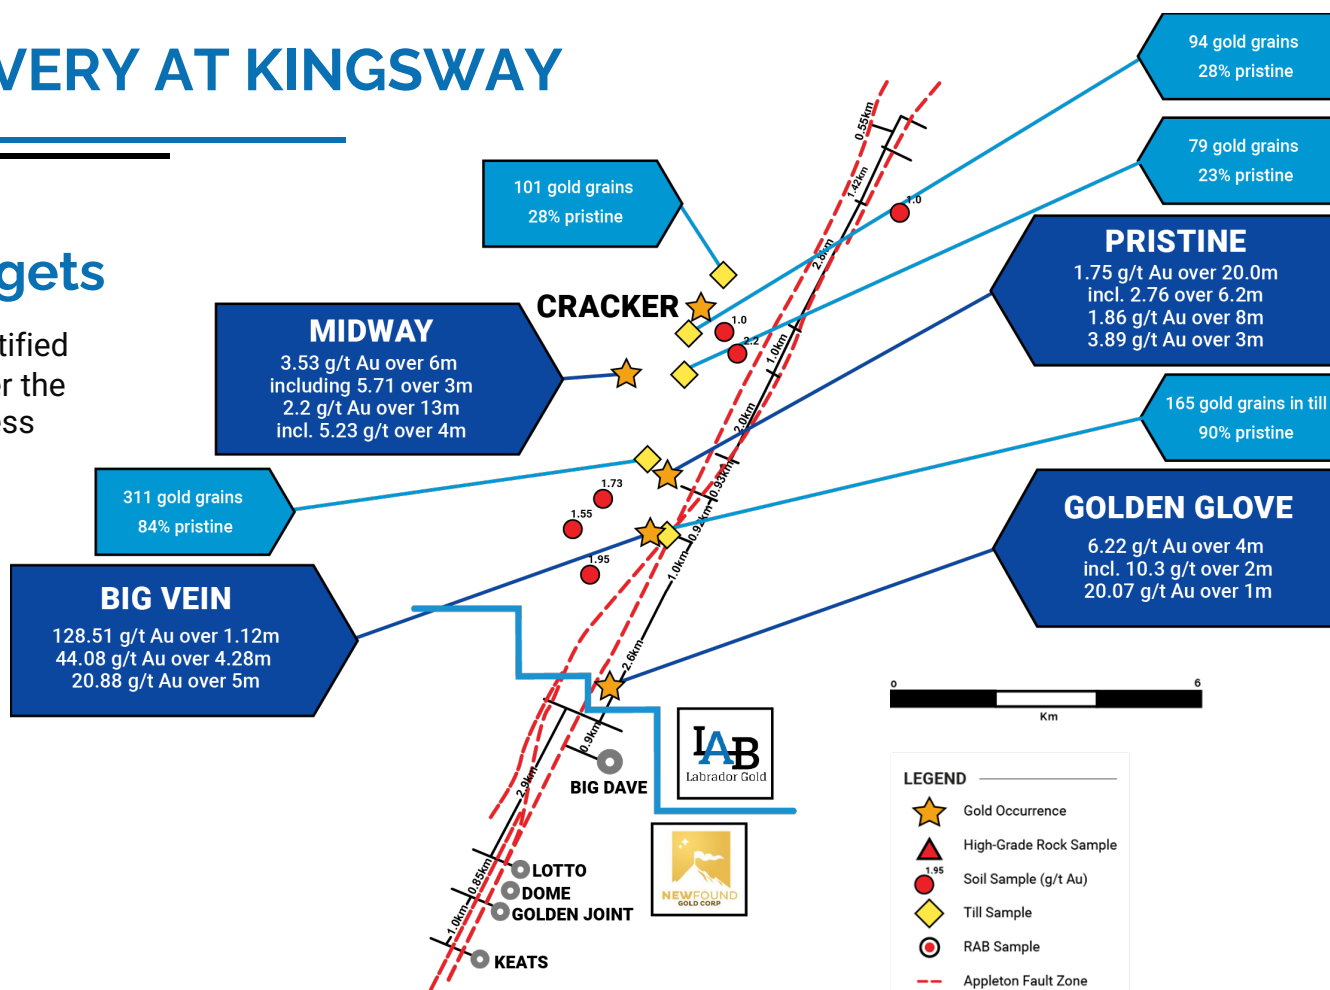 VERY AT KINGSWAY
gets
tified
er the
ess
94 gold grains
28% pristine
79 gold grains
23% pristine
101 gold grains
28% pristine
PRISTINE
1.75 g/t Au over 20.0m
incl. 2.76 over 6.2m
1.86 g/t Au over 8m
3.89 g/t Au over 3m
CRACKER
MIDWAY
3.53 g/t Au over 6m
including 5.71 over 3m
2.2 g/t Au over 13m
incl. 5.23 g/t over 4m
165 gold grains in till
90% pristine
311 gold grains
84% pristine
GOLDEN GLOVE
6.22 g/t Au over 4m
incl. 10.3 g/t over 2m
20.07 g/t Au over 1m
BIG VEIN
128.51 g/t Au over 1.12m
44.08 g/t Au over 4.28m
20.88 g/t Au over 5m
0.55km
1.42km
1.0
2.8km
1.0
2.2
1.0km
2.0km
0.93km
1.73
1.55
0.92km
1.95
1.0km
2.6km
0.9km
2.9km
0.85km
1.0km
BIG DAVE
LOTTO
DOME
GOLDEN JOINT
KEATS
LAB
Labrador Gold
NEWFOUND
GOLD CORP
0 6
Km
LEGEND
Gold Occurrence
High-Grade Rock Sample
1.95
Soil Sample (g/t Au)
Till Sample
RAB Sample
Appleton Fault Zone